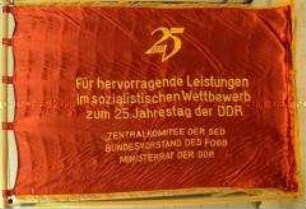 25
Für hervorragende Leistungen
im sozialistischen Wettbewerb
zum 25. Jahrestag der DDR
ZENTRALKOMITEE DER SED
BUNDESVORSTAND DES FDGB
MINISTERRAT DER DDR